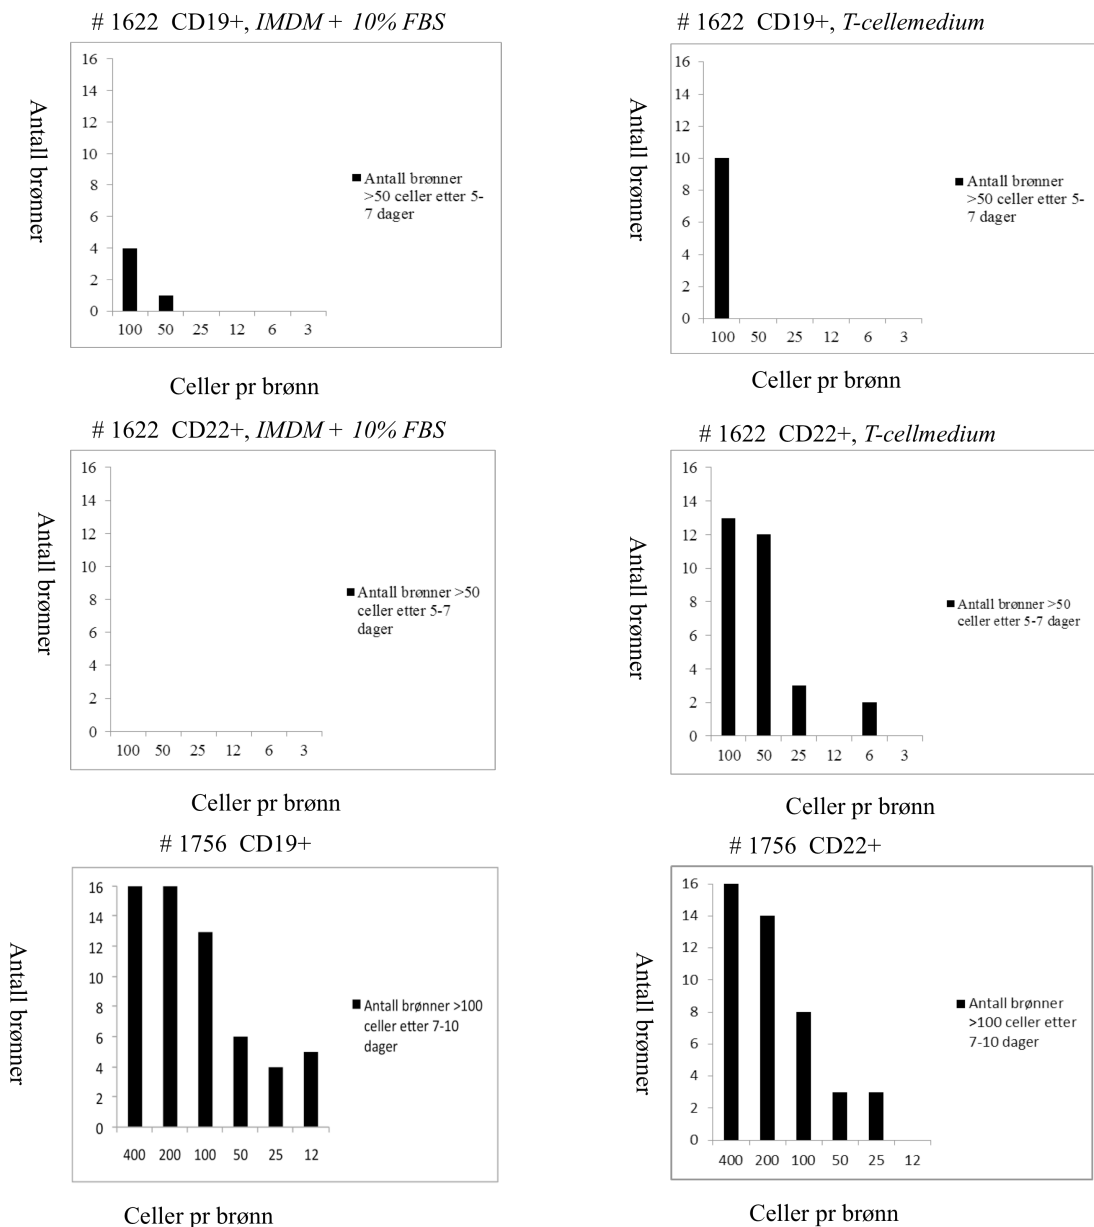 # 1622 CD19+, IMDM + 10% FBS
Antall brønner
16
14
12
10
8
6
4
2
0
100 50 25 12 6 3
Antall brønner
>50 celler etter 5-
7 dager
Celler pr brønn
# 1622 CD19+, T-cellemedium
Antall brønner
16
14
12
10
8
6
4
2
0
100 50 25 12 6 3
Antall brønner
>50 celler etter 5-
7 dager
Celler pr brønn
# 1622 CD22+, IMDM + 10% FBS
Antall brønner
16
14
12
10
8
6
4
2
0
100 50 25 12 6 3
Antall brønner >50
celler etter 5-7
dager
Celler pr brønn
# 1622 CD22+, T-cellmedium
Antall brønner
16
14
12
10
8
6
4
2
0
100 50 25 12 6 3
Antall brønner >50
celler etter 5-7 dager
Celler pr brønn
# 1756 CD19+
Antall brønner
16
14
12
10
8
6
4
2
0
400 200 100 50 25 12
Antall brønner >100
celler etter 7-10
dager
Celler pr brønn
# 1756 CD22+
Antall brønner
16
14
12
10
8
6
4
2
0
400 200 100 50 25 12
Antall brønner
>100 celler etter
7-10 dager
Celler pr brønn